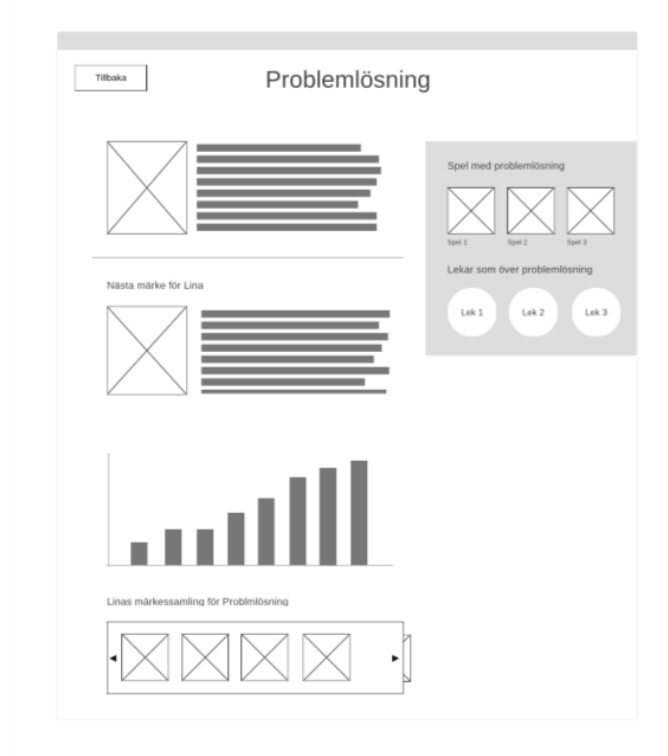 Tillbaka
Problemlösning
Spel med problemlösning
Spel 1 Spel 2 Spel 3
Lekar som över problemlösning
Lek 1 Lek 2 Lek 3
Nästa märke för Lina
Linas märkessamling för Problmlösning